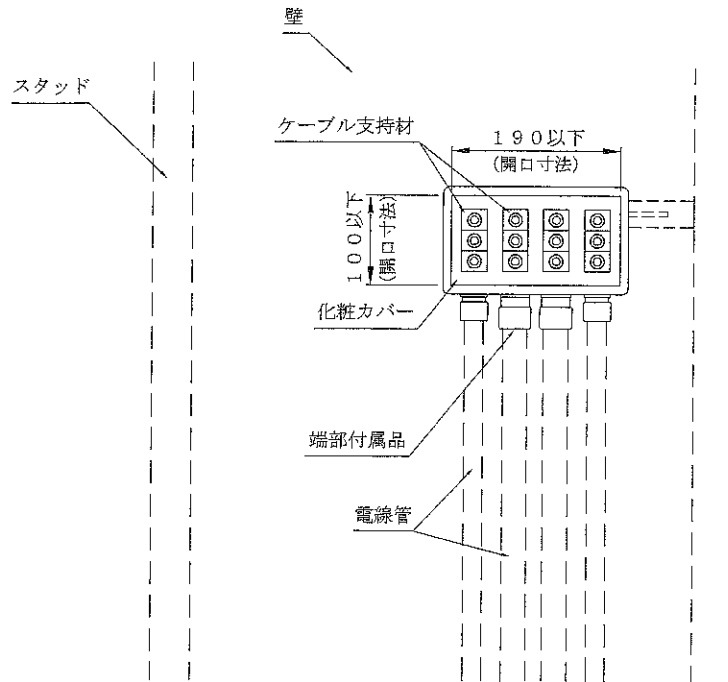 壁
スタッド
ケーブル支持材
190以下
(開口寸法)
100以下
(開口寸法)
化粧カバー
端部付属品
電線管